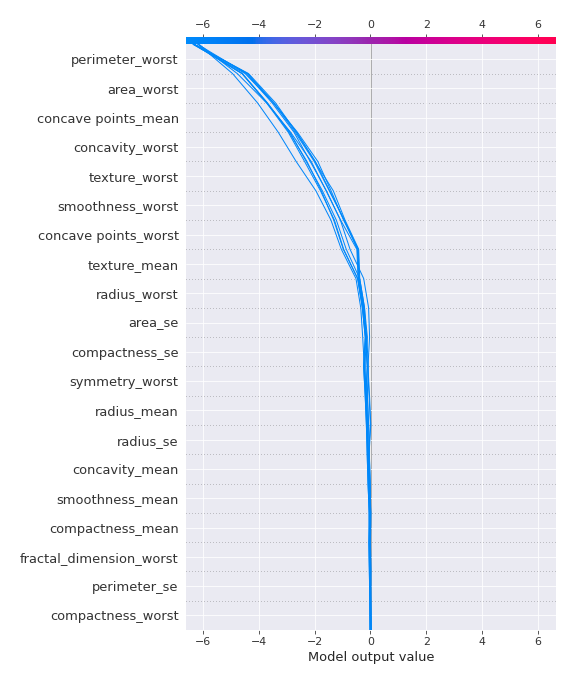 −6 −4 −2 0 2 4 6
perimeter_worst
area_worst
concave points_mean
concavity_worst
texture_worst
smoothness_worst
concave points_worst
texture_mean
radius_worst
area_se
compactness_se
symmetry_worst
radius_mean
radius_se
concavity_mean
smoothness_mean
compactness_mean
fractal_dimension_worst
perimeter_se
compactness_worst
−6 −4 −2 0 2 4 6
Model output value